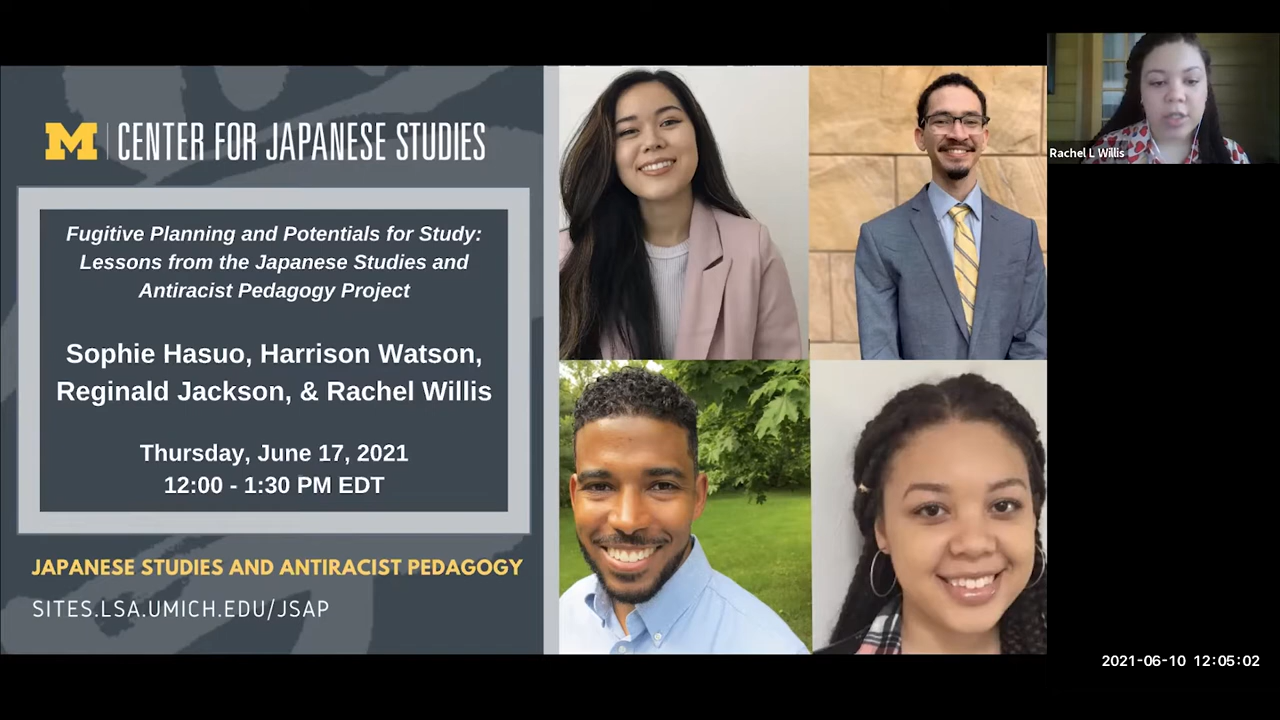 M CENTER FOR JAPANESE STUDIES
Fugitive Planning and Potentials for Study:
Lessons from the Japanese Studies and
Antiracist Pedagogy Project
Sophie Hasuo, Harrison Watson,
Reginald Jackson, & Rachel Willis
Thursday, June 17, 2021
12:00 - 1:30 PM EDT
JAPANESE STUDIES AND ANTIRACIST PEDAGOGY
SITES.LSA.UMICH.EDU/JSAP
Rachel L Willis
2021-06-10 12:05:02